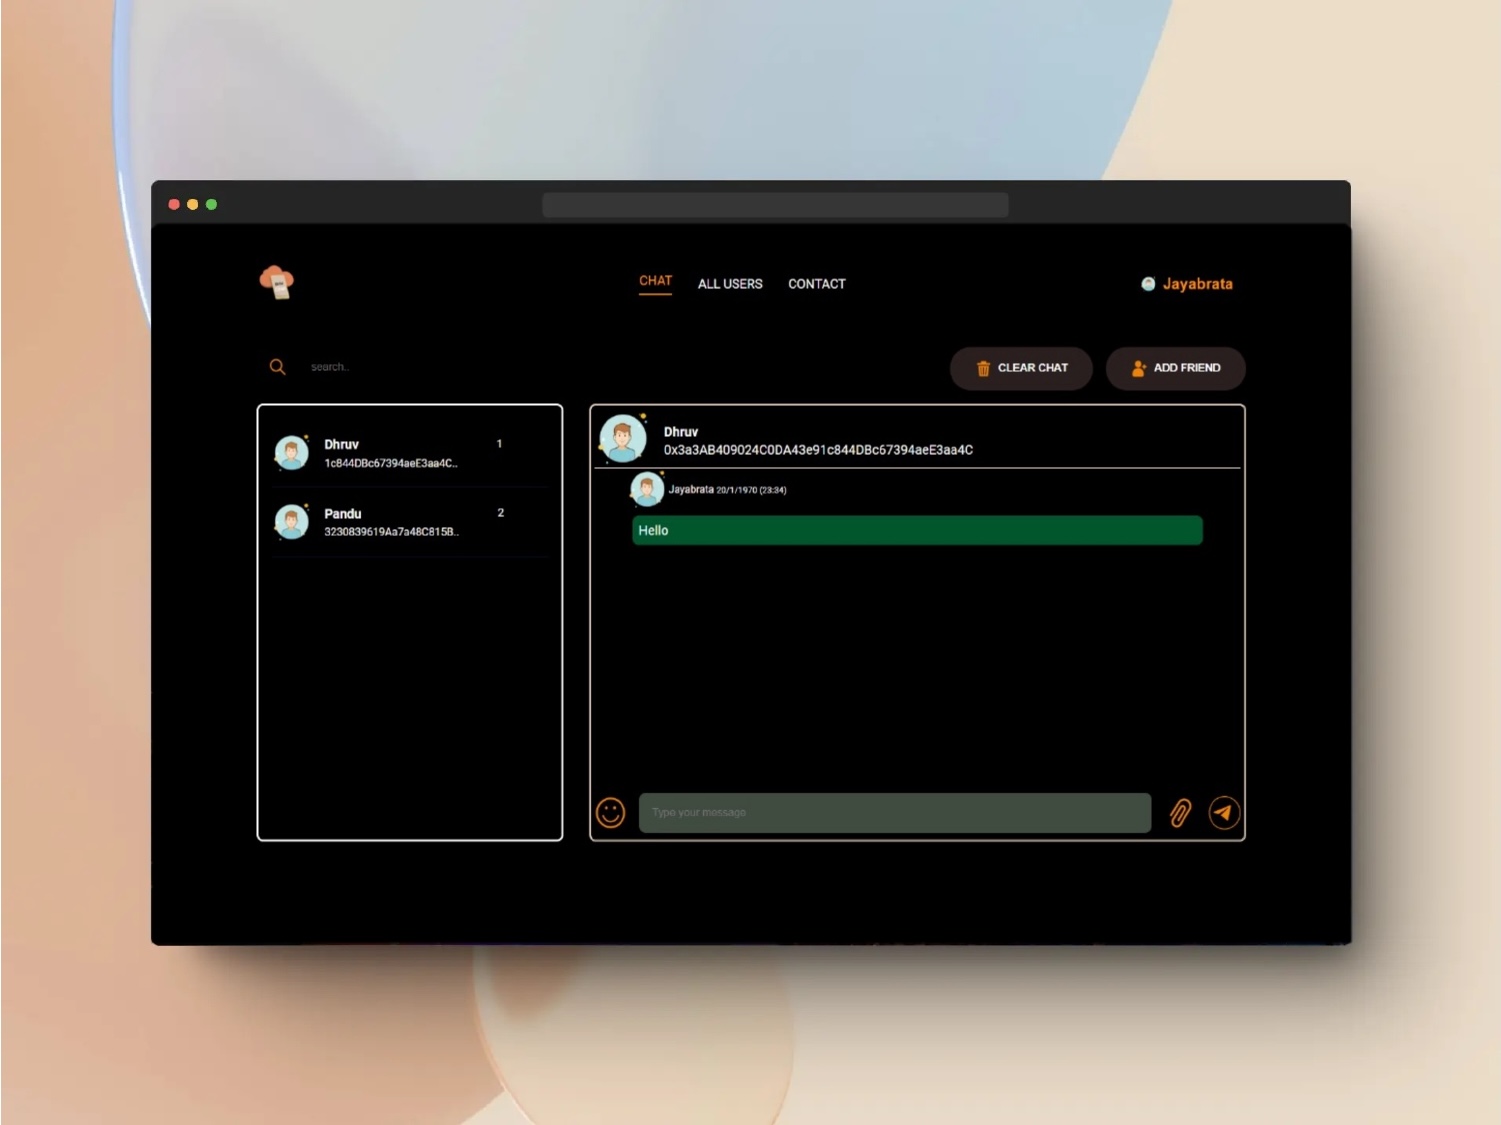 CHAT ALL USERS CONTACT Jayabrata
search..
CLEAR CHAT ADD FRIEND
Dhruv 1
1c844DBc67394aeE3aa4C..
Pandu 2
3230839619Aa7a48C815B..
Dhruv
0x3a3AB409024C0DA43e91c844DBc67394aeE3aa4C
Jayabrata 20/1/1970 (23:34)
Hello
Type your message